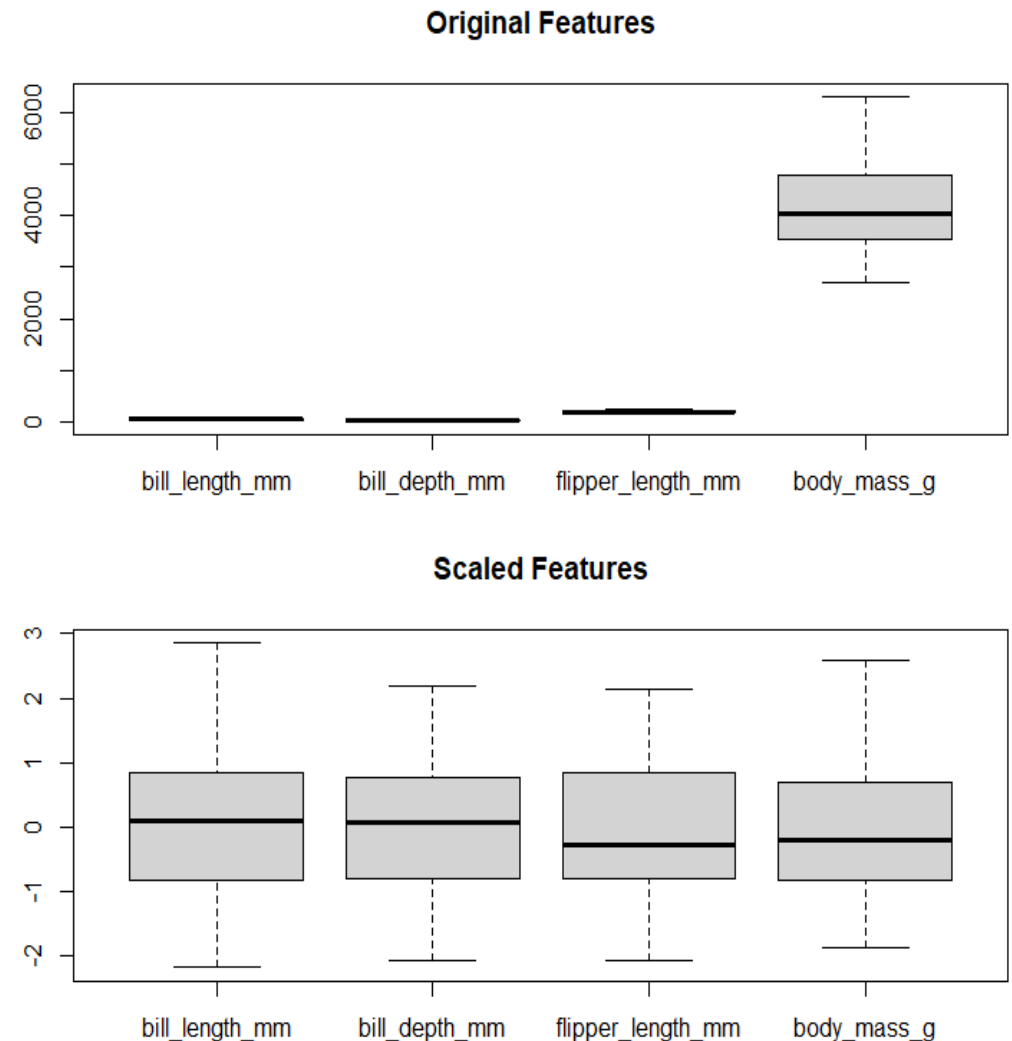 Original Features
6000
4000
2000
0
bill_length_mm bill_depth_mm flipper_length_mm body_mass_g
Scaled Features
3
2
1
0
-1
-2
bill_length_mm bill_depth_mm flipper_length_mm body_mass_g